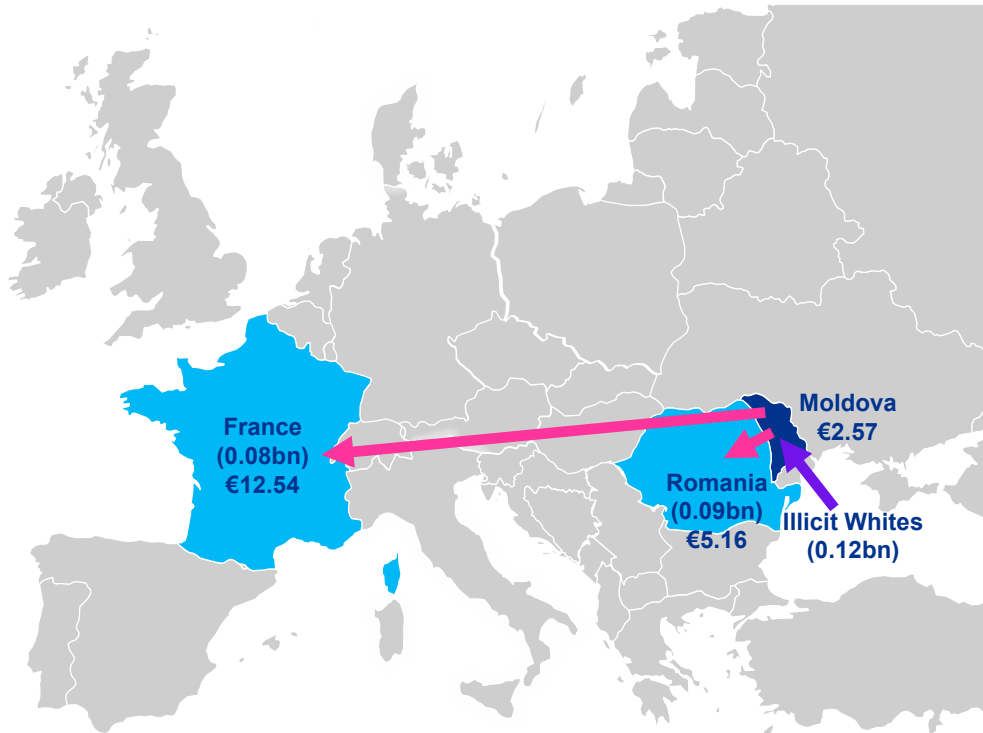 France
(0.08bn)
€12.54
Moldova
€2.57
Romania
(0.09bn)
€5.16
Illicit Whites
(0.12bn)